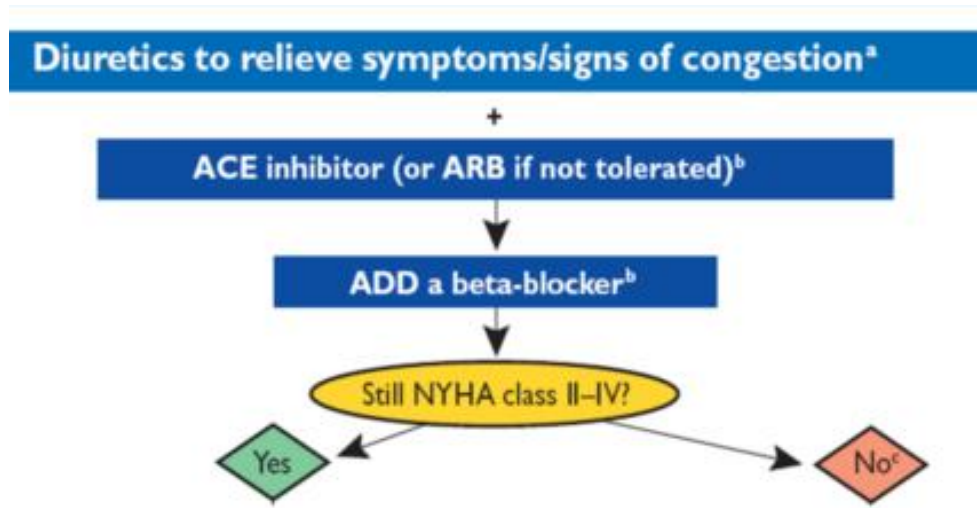 Diuretics to relieve symptoms/signs of congestionᵃ
+
ACE inhibitor (or ARB if not tolerated)ᵇ
ADD a beta-blockerᵇ
Still NYHA class II–IV?
Yes
Noᶜ